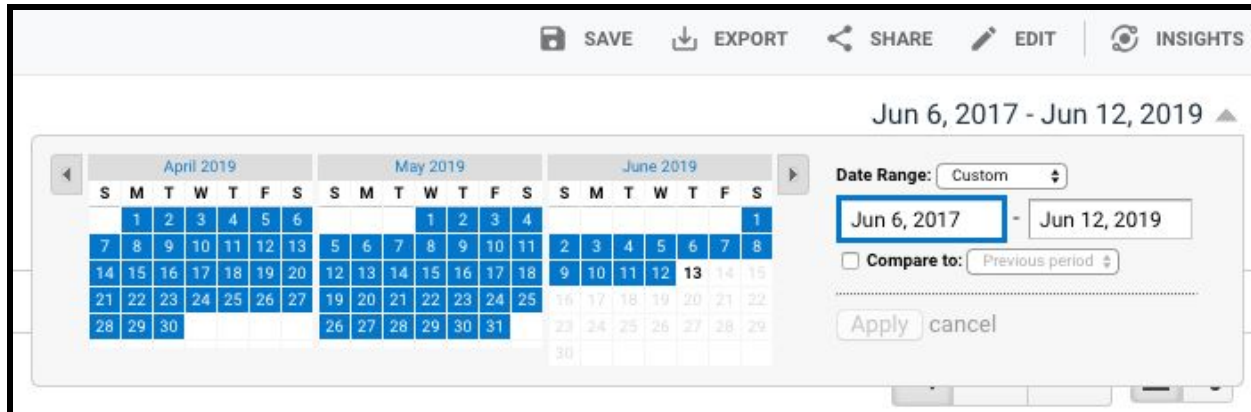 SAVE EXPORT SHARE EDIT INSIGHTS
Jun 6, 2017 - Jun 12, 2019
April 2019 May 2019 June 2019
S M T W T F S S M T W T F S S M T W T F S
1 2 3 4 5 6 1 2 3 4 1
7 8 9 10 11 12 13 5 6 7 8 9 10 11 2 3 4 5 6 7 8
14 15 16 17 18 19 20 12 13 14 15 16 17 18 9 10 11 12 13 14 15
21 22 23 24 25 26 27 19 20 21 22 23 24 25 16 17 18 19 20 21 22
28 29 30 26 27 28 29 30 31 23 24 25 26 27 28 29
30
Date Range: Custom
Jun 6, 2017 - Jun 12, 2019
Compare to: Previous period
Apply cancel